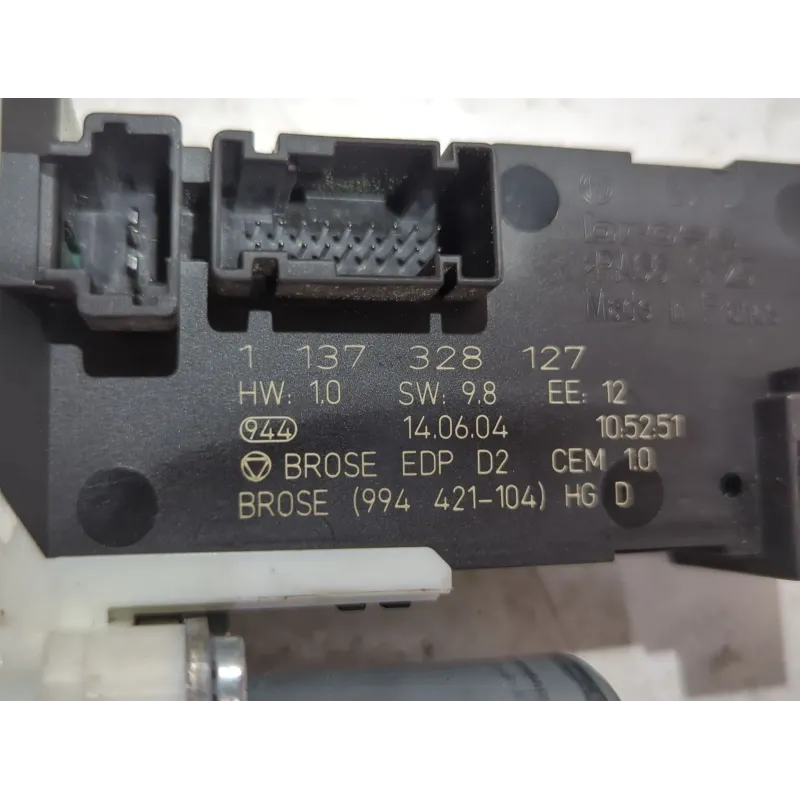 brose
Made in France
1 137 328 127
HW: 1.0 SW: 9.8 EE: 12
944 14.06.04 10:52:51
BROSE EDP D2 CEM 1.0
BROSE (994 421-104) HG D